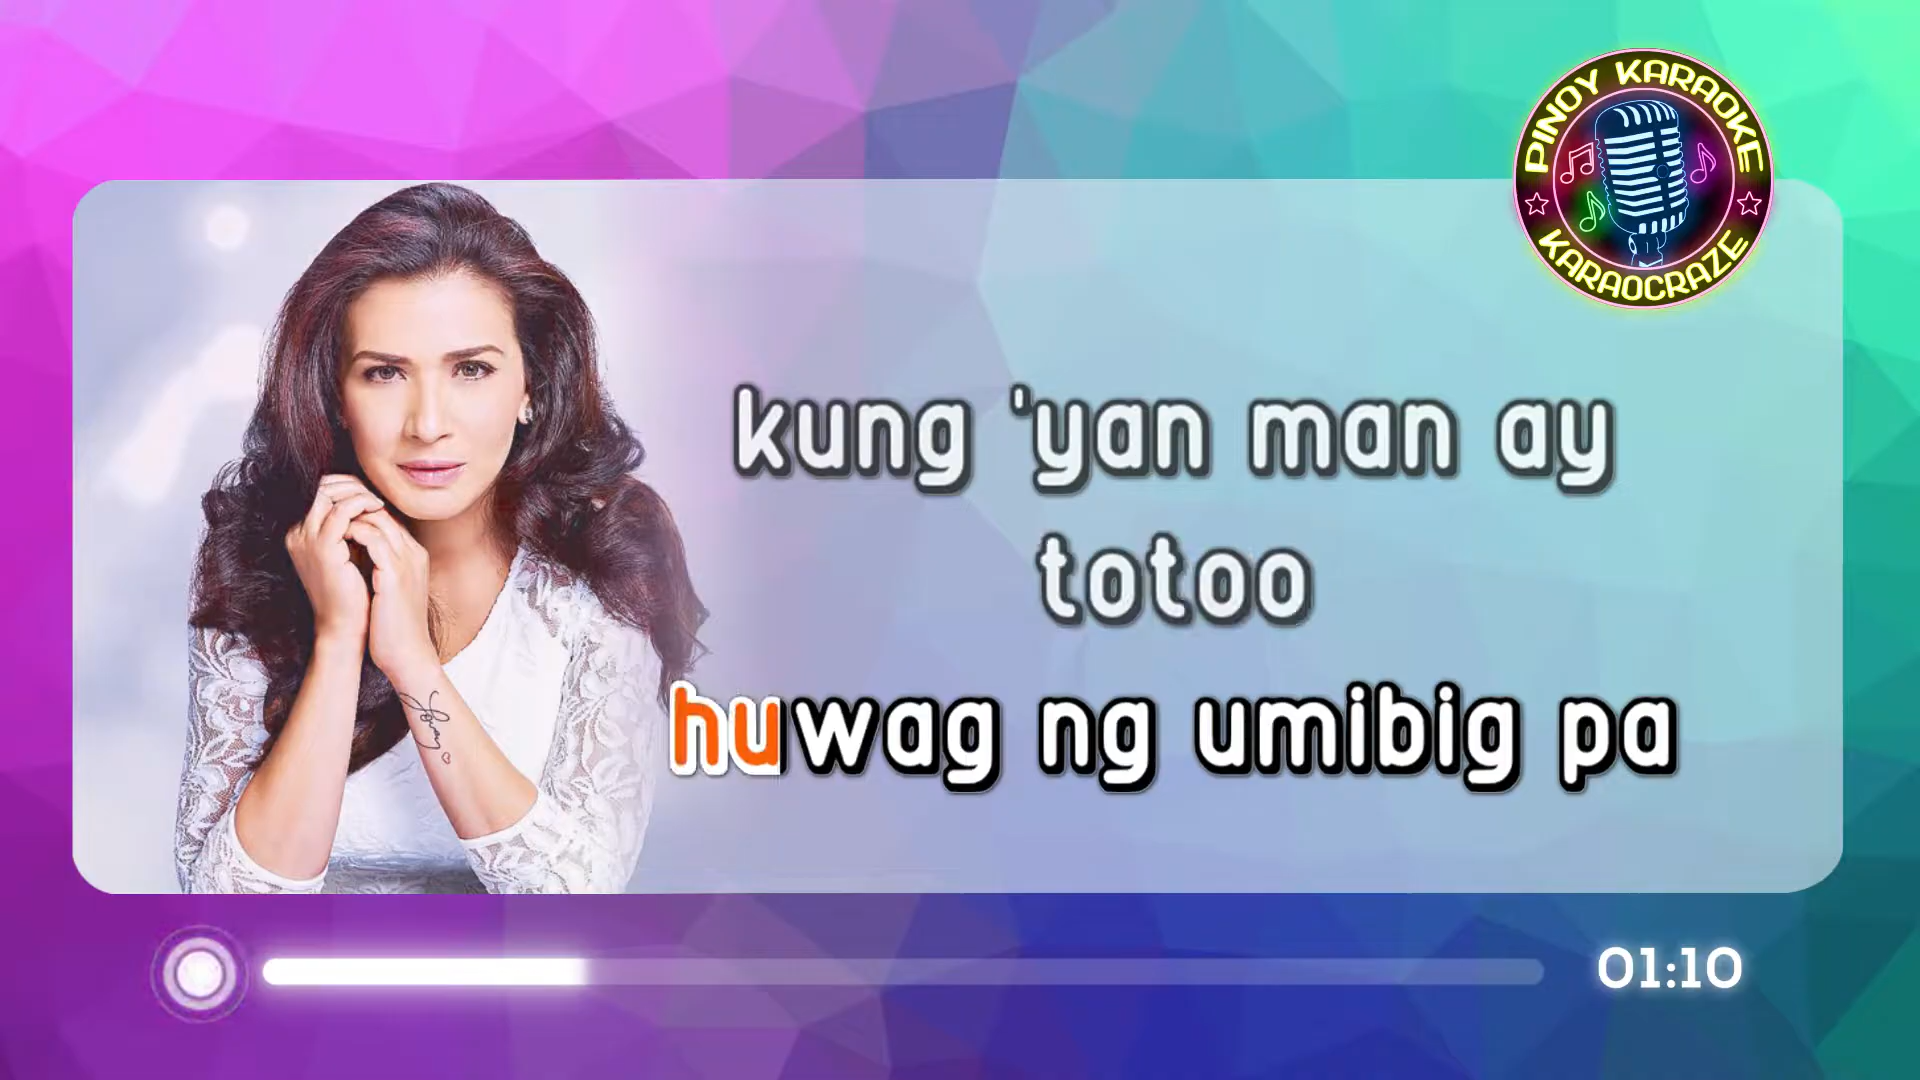 PINOY KARAOKE
KARAOCRAZE
kung 'yan man ay
totoo
huwag ng umibig pa
01:10